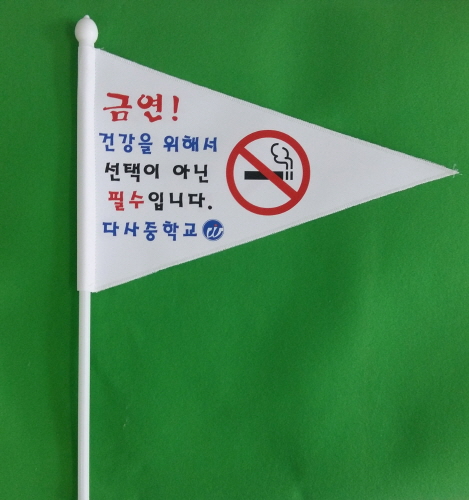 금연!
건강을 위해서
선택이 아닌
필수입니다.
다사중학교